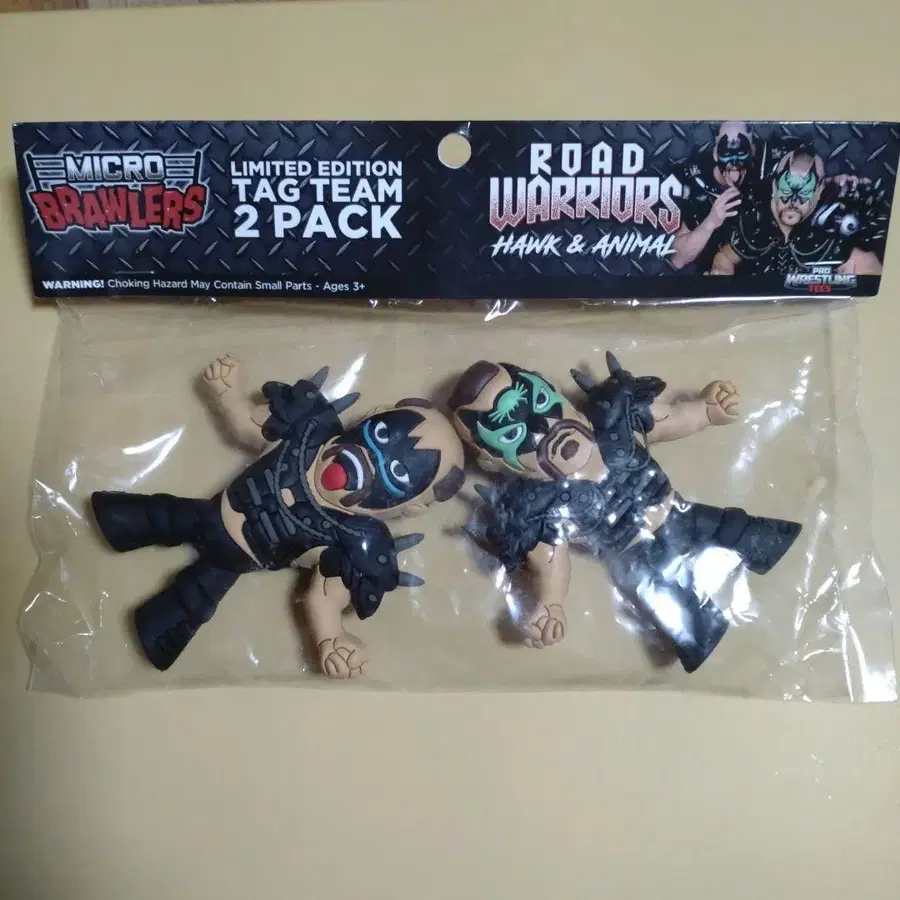 MICRO
BRAWLERS
LIMITED EDITION
TAG TEAM
2 PACK
WARNING! Choking Hazard May Contain Small Parts - Ages 3+
ROAD
WARRIORS
HAWK & ANIMAL
PRO
WRESTLING
TEES